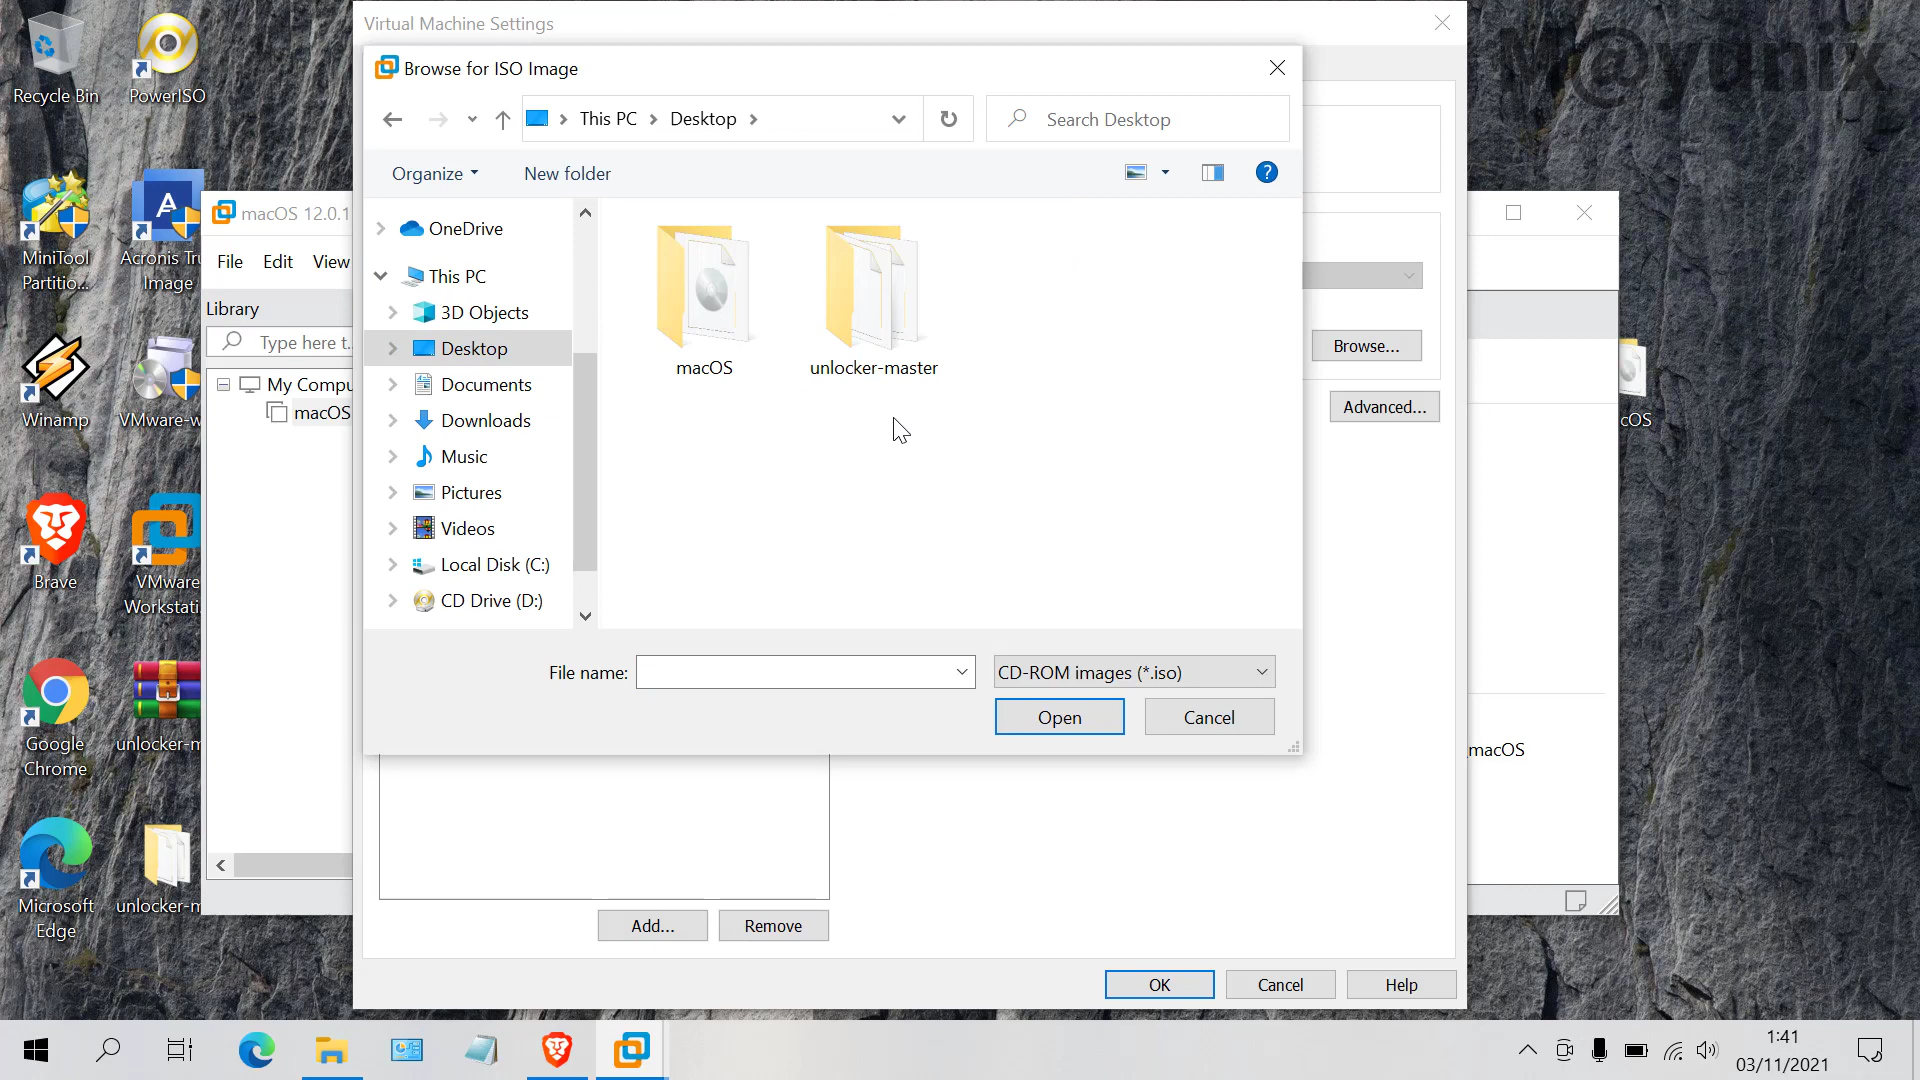 Recycle Bin
PowerISO
MiniTool
Partitio...
Acronis Tru
Image
Winamp
VMware-w
Brave
VMware
Workstati.
Google
Chrome
unlocker-m
Microsoft
Edge
unlocker-m
macOS 12.0.1
File Edit View
Library
Type here t...
My Compu
macOS
Virtual Machine Settings
Browse for ISO Image
This PC Desktop
Search Desktop
Organize
New folder
OneDrive
This PC
3D Objects
Desktop
Documents
Downloads
Music
Pictures
Videos
Local Disk (C:)
CD Drive (D:)
macOS
unlocker-master
File name:
CD-ROM images (*.iso)
Open
Cancel
Browse...
Advanced...
Add...
Remove
OK
Cancel
Help
cOS
macOS
M@yunix
1:41
03/11/2021